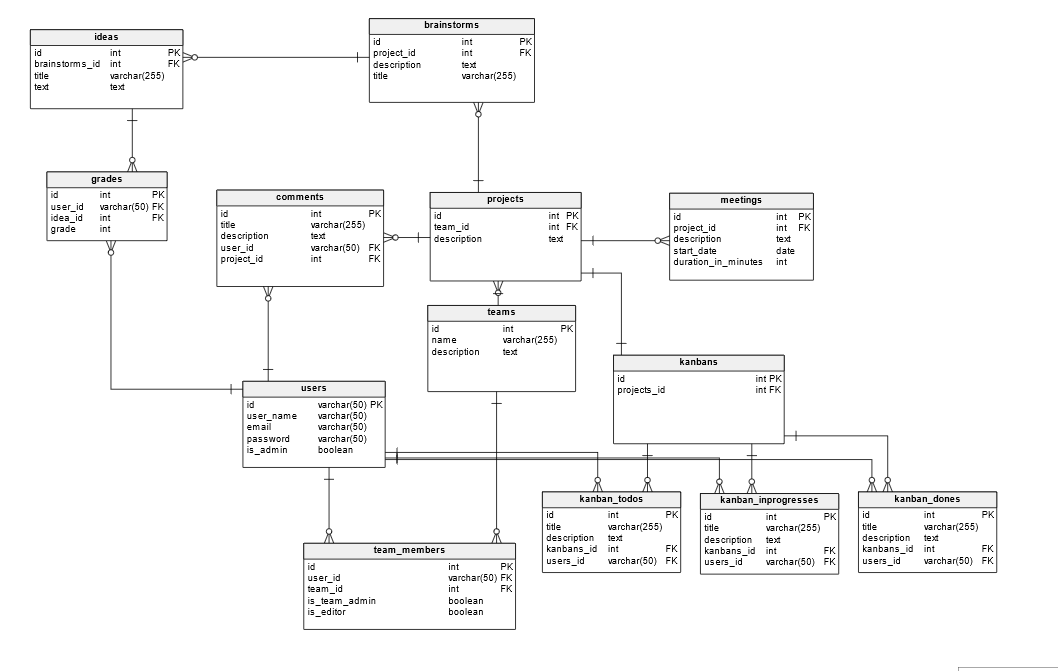 brainstorms
id int PK
project_id int FK
description text
title varchar(255)
ideas
id int PK
brainstorms_id int FK
title varchar(255)
text text
grades
id int PK
user_id varchar(50) FK
idea_id int FK
grade int
comments
id int PK
title varchar(255)
description text
user_id varchar(50) FK
project_id int FK
projects
id int PK
team_id int FK
description text
meetings
id int PK
project_id int FK
description text
start_date date
duration_in_minutes int
teams
id int PK
name varchar(255)
description text
kanbans
id int PK
projects_id int FK
users
id varchar(50) PK
user_name varchar(50)
email varchar(50)
password varchar(50)
is_admin boolean
kanban_todos
id int PK
title varchar(255)
description text
kanbans_id int FK
users_id varchar(50) FK
kanban_inprogresses
id int PK
title varchar(255)
description text
kanbans_id int FK
users_id varchar(50) FK
kanban_dones
id int PK
title varchar(255)
description text
kanbans_id int FK
users_id varchar(50) FK
team_members
id int PK
user_id varchar(50) FK
team_id int FK
is_team_admin boolean
is_editor boolean